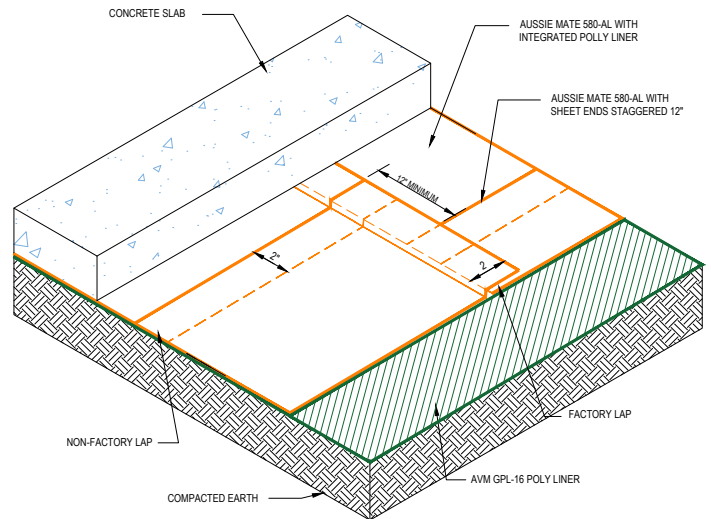 CONCRETE SLAB
AUSSIE MATE 580-AL WITH
INTEGRATED POLLY LINER
AUSSIE MATE 580-AL WITH
SHEET ENDS STAGGERED 12"
12" MINIMUM
2"
2
FACTORY LAP
NON-FACTORY LAP
AVM GPL-16 POLY LINER
COMPACTED EARTH